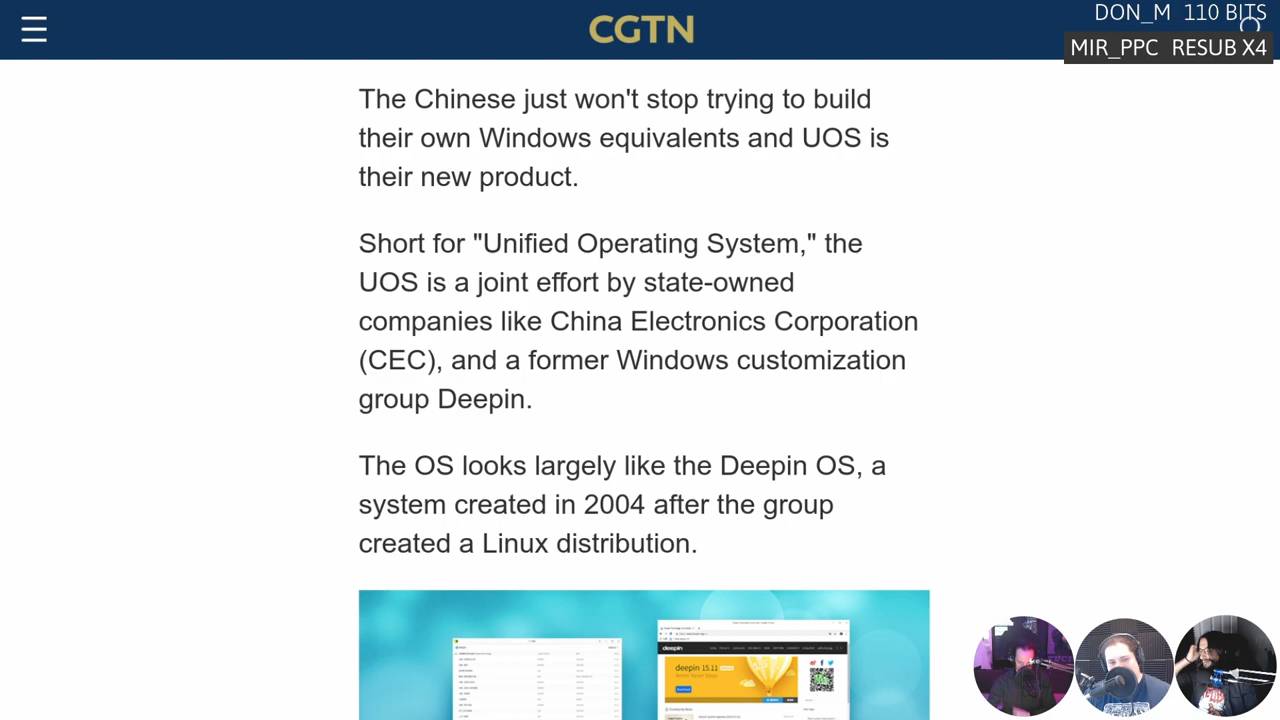 CGTN
DON_M 110 BITS
MIR_PPC RESUB X4
The Chinese just won't stop trying to build
their own Windows equivalents and UOS is
their new product.
Short for "Unified Operating System," the
UOS is a joint effort by state-owned
companies like China Electronics Corporation
(CEC), and a former Windows customization
group Deepin.
The OS looks largely like the Deepin OS, a
system created in 2004 after the group
created a Linux distribution.
deepin
deepin 15.11